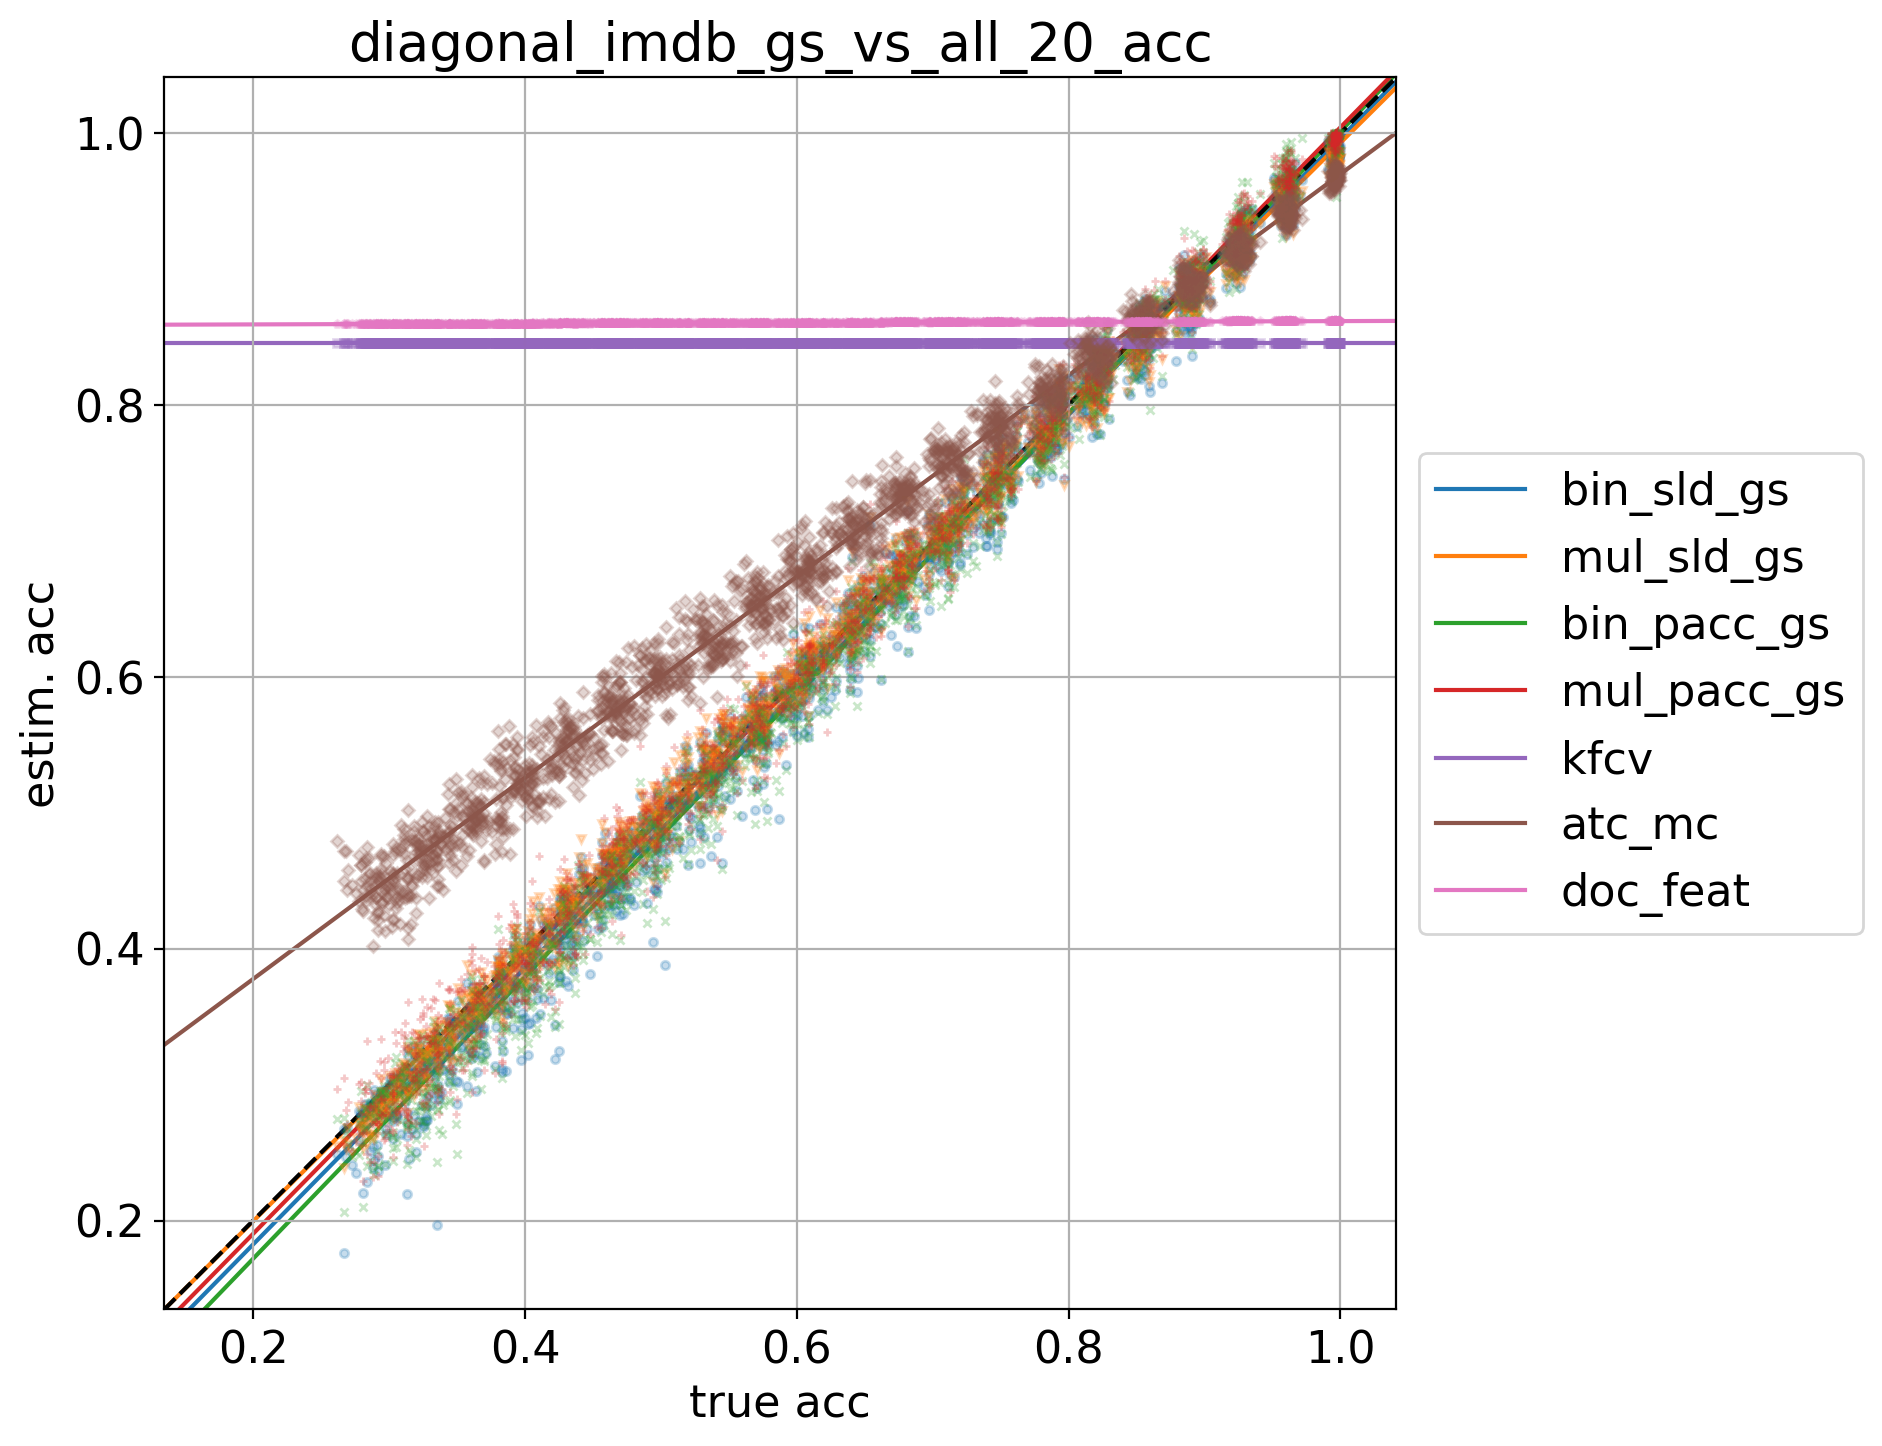 diagonal_imdb_gs_vs_all_20_acc
estim. acc
1.0
0.8
0.6
0.4
0.2
0.2 0.4 0.6 0.8 1.0
true acc
bin_sld_gs
mul_sld_gs
bin_pacc_gs
mul_pacc_gs
kfcv
atc_mc
doc_feat